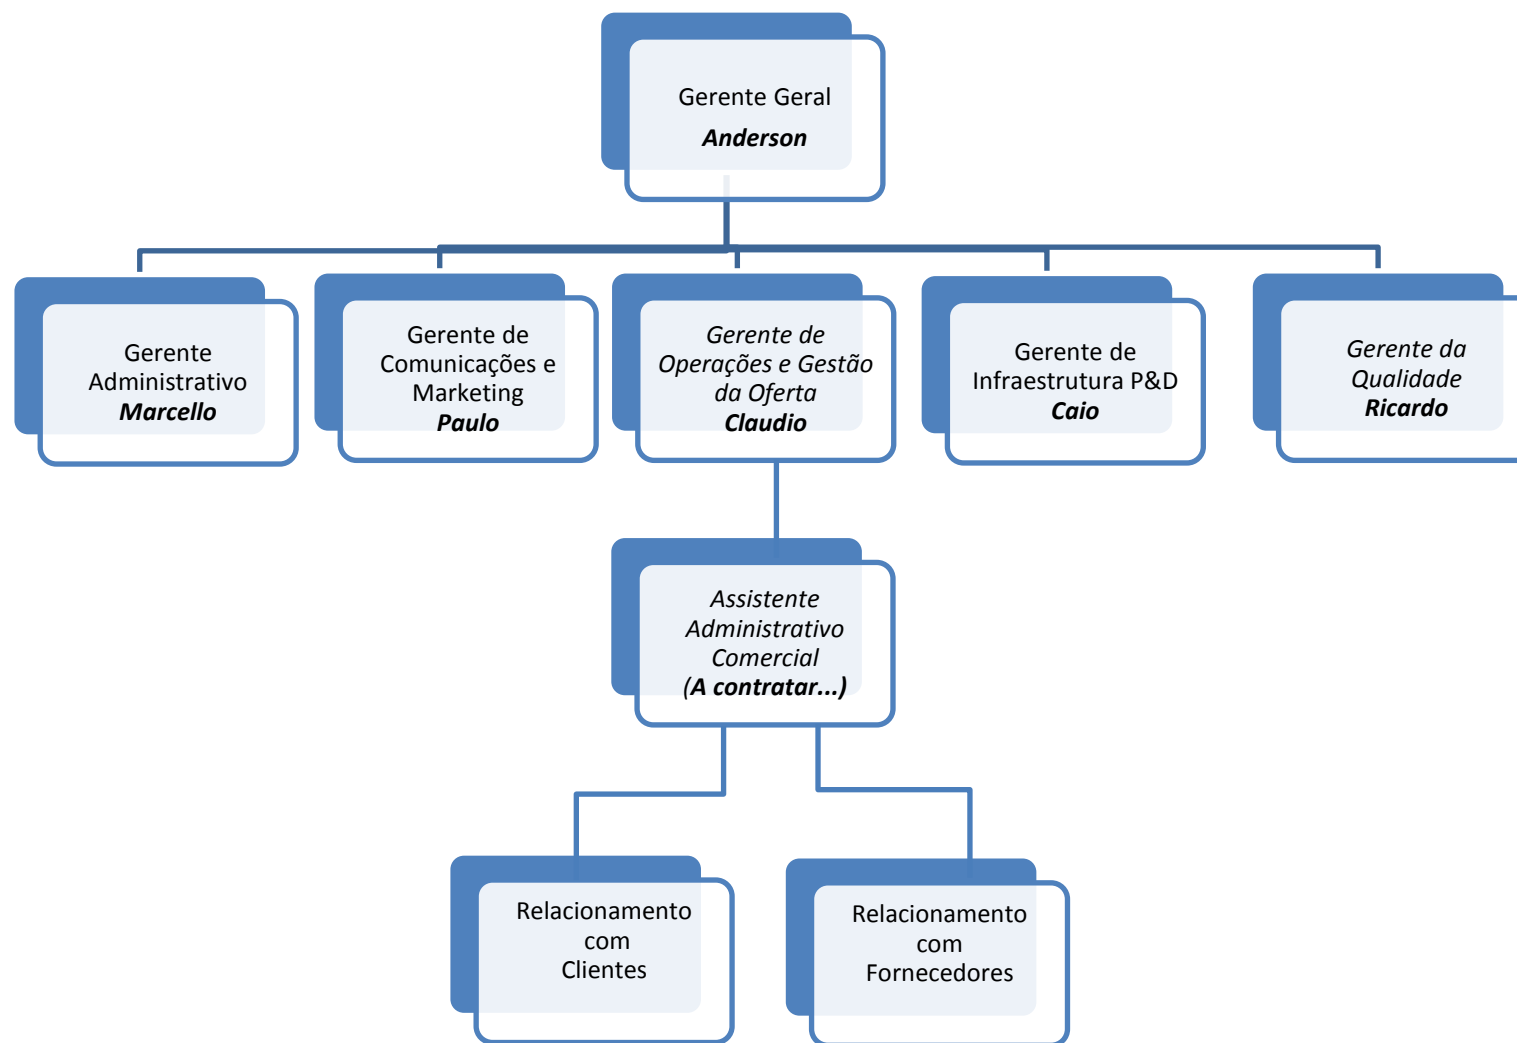 Gerente Geral
Anderson
Gerente
Administrativo
Marcello
Gerente de
Comunicações e
Marketing
Paulo
Gerente de
Operações e Gestão
da Oferta
Claudio
Gerente de
Infraestrutura P&D
Caio
Gerente da
Qualidade
Ricardo
Assistente
Administrativo
Comercial
(A contratar...)
Relacionamento
com
Clientes
Relacionamento
com
Fornecedores